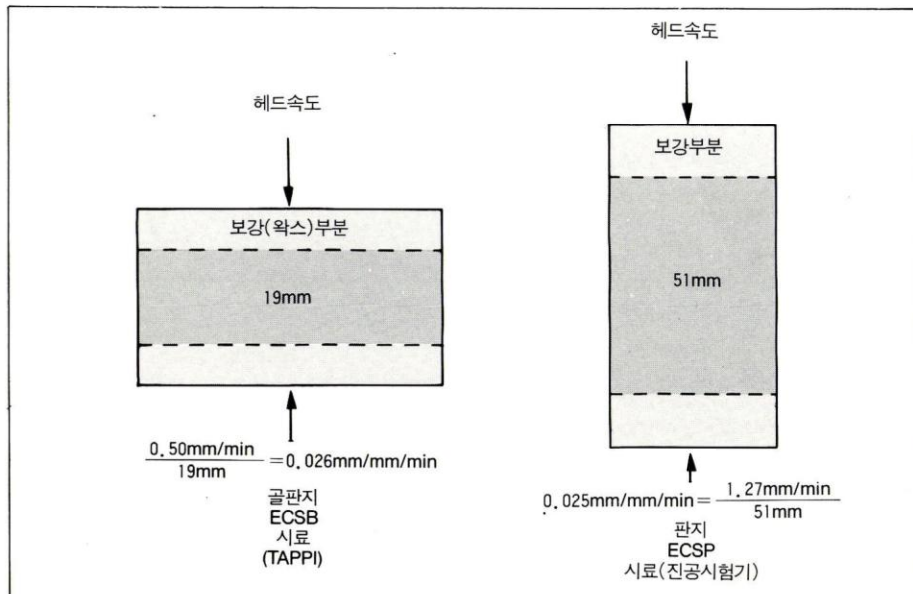 헤드속도
보강(왁스)부분
19mm
0.50mm/min
19mm
=0.026mm/mm/min
골판지
ECSB
시료
(TAPPI)
헤드속도
보강부분
51mm
0.025mm/mm/min=
1.27mm/min
51mm
판지
ECSP
시료(진공시험기)